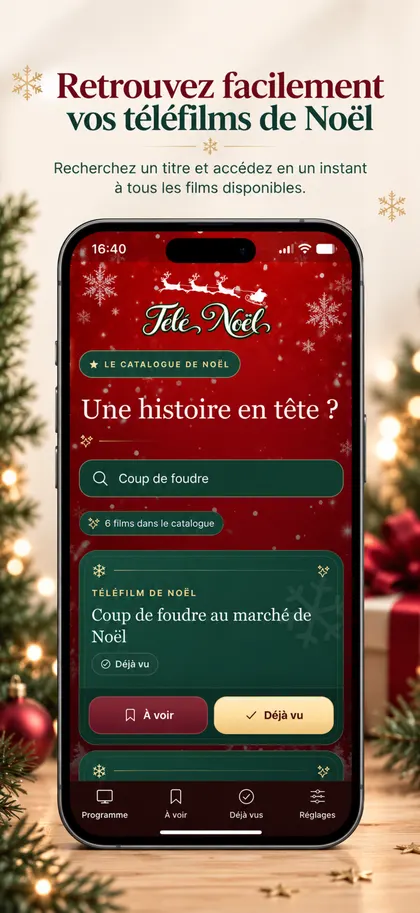 Retrouvez facilement
vos téléfilms de Noël
Recherchez un titre et accédez en un instant
à tous les films disponibles.
16:40
Télé Noël
LE CATALOGUE DE NOËL
Une histoire en tête ?
Coup de foudre
6 films dans le catalogue
TÉLÉFILM DE NOËL
Coup de foudre au marché de
Noël
Déjà vu
À voir
Déjà vu
Programme
À voir
Déjà vus
Réglages